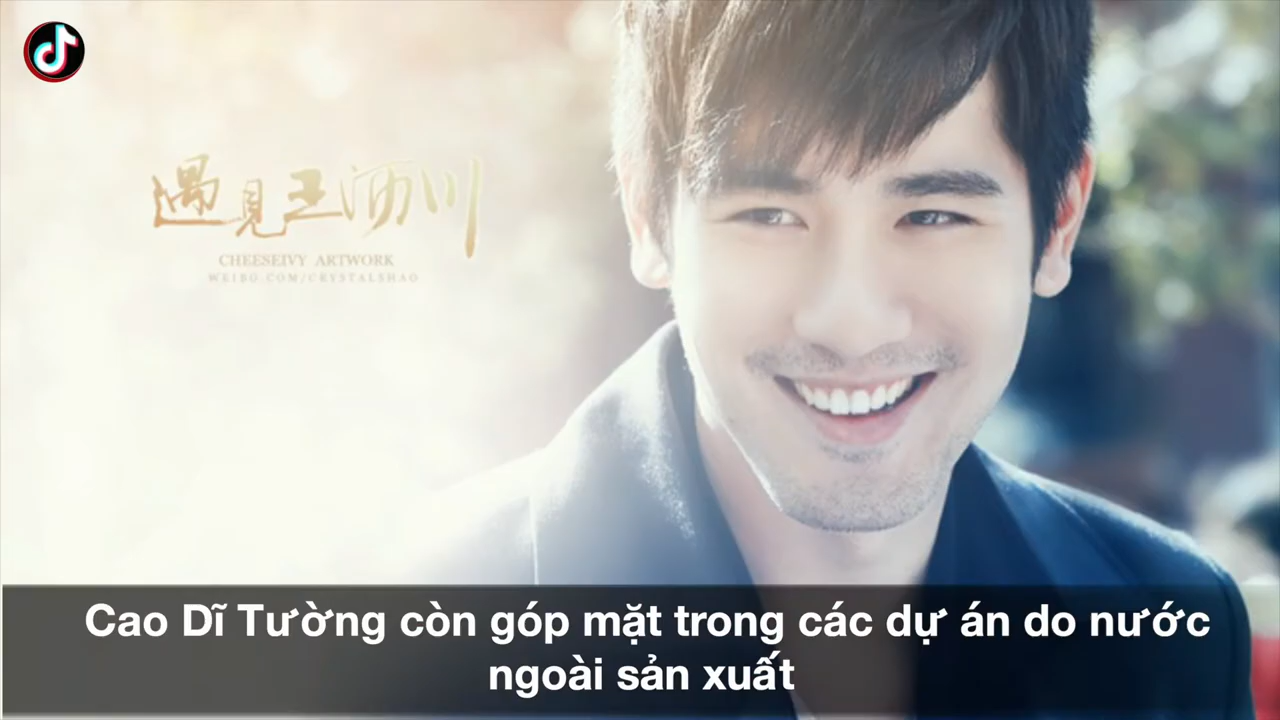 遇見王沥川
CHEESEIVY ARTWORK
WEIBO.COM/CRYSTALSHAO
Cao Dĩ Tường còn góp mặt trong các dự án do nước
ngoài sản xuất